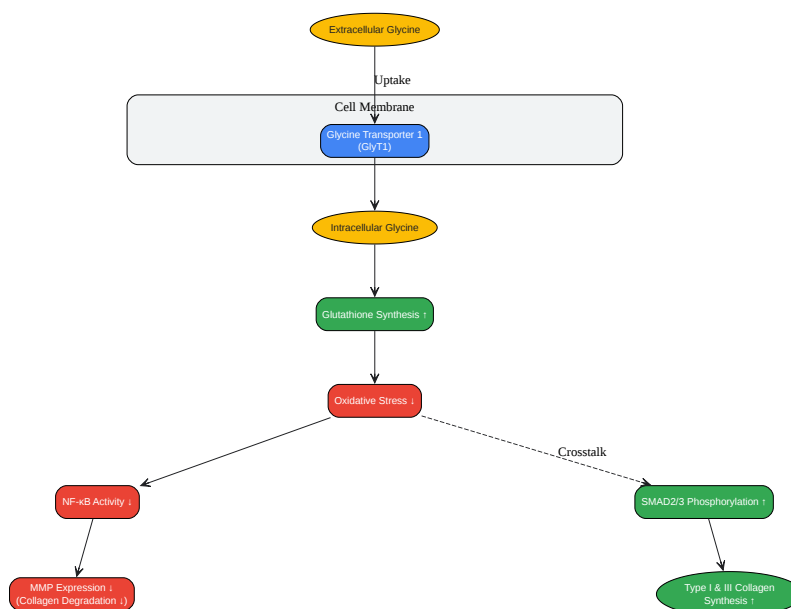 Extracellular Glycine
Uptake
Cell Membrane
Glycine Transporter 1
(GlyT1)
Intracellular Glycine
Glutathione Synthesis ↑
Oxidative Stress ↓
Crosstalk
NF-κB Activity ↓
SMAD2/3 Phosphorylation ↑
MMP Expression ↓
(Collagen Degradation ↓)
Type I & III Collagen
Synthesis ↑